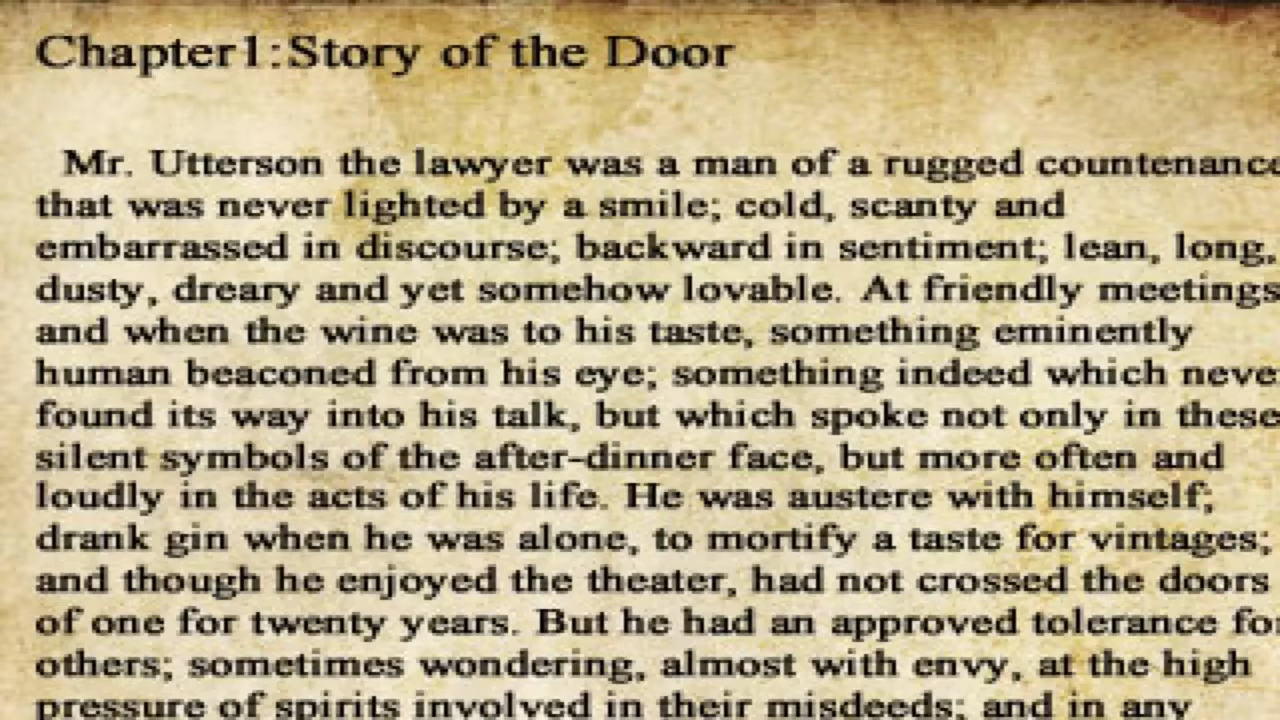 Chapter1:Story of the Door
Mr. Utterson the lawyer was a man of a rugged countenance
that was never lighted by a smile; cold, scanty and
embarrassed in discourse; backward in sentiment; lean, long,
dusty, dreary and yet somehow lovable. At friendly meetings
and when the wine was to his taste, something eminently
human beaconed from his eye; something indeed which never
found its way into his talk, but which spoke not only in these
silent symbols of the after-dinner face, but more often and
loudly in the acts of his life. He was austere with himself;
drank gin when he was alone, to mortify a taste for vintages;
and though he enjoyed the theater, had not crossed the doors
of one for twenty years. But he had an approved tolerance for
others; sometimes wondering, almost with envy, at the high
pressure of spirits involved in their misdeeds; and in any